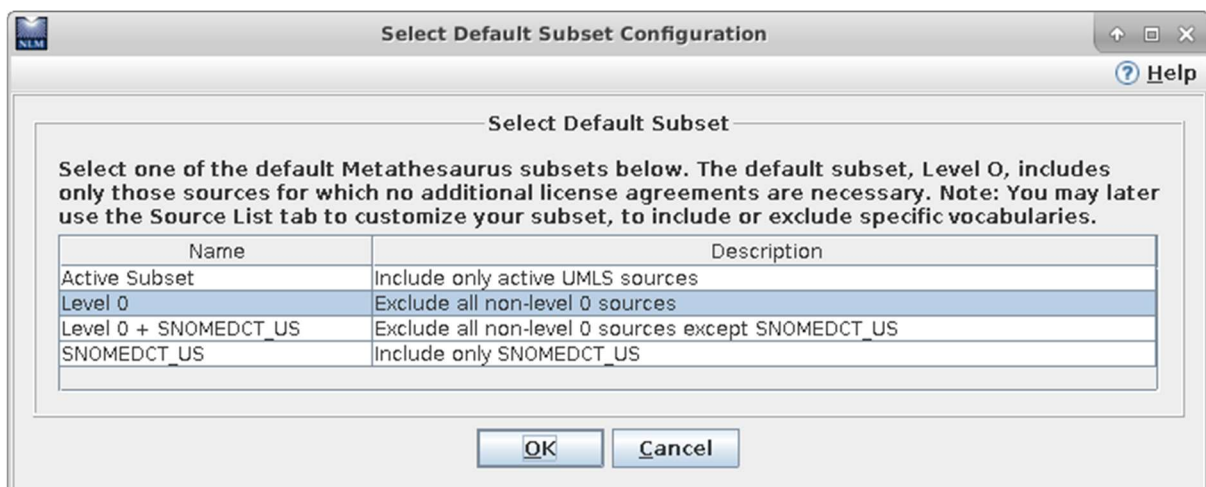 NLM
Select Default Subset Configuration
Help
Select Default Subset
Select one of the default Metathesaurus subsets below. The default subset, Level 0, includes
only those sources for which no additional license agreements are necessary. Note: You may later
use the Source List tab to customize your subset, to include or exclude specific vocabularies.
Name Description
Active Subset Include only active UMLS sources
Level 0 Exclude all non-level 0 sources
Level 0 + SNOMEDCT_US Exclude all non-level 0 sources except SNOMEDCT_US
SNOMEDCT_US Include only SNOMEDCT_US
OK Cancel